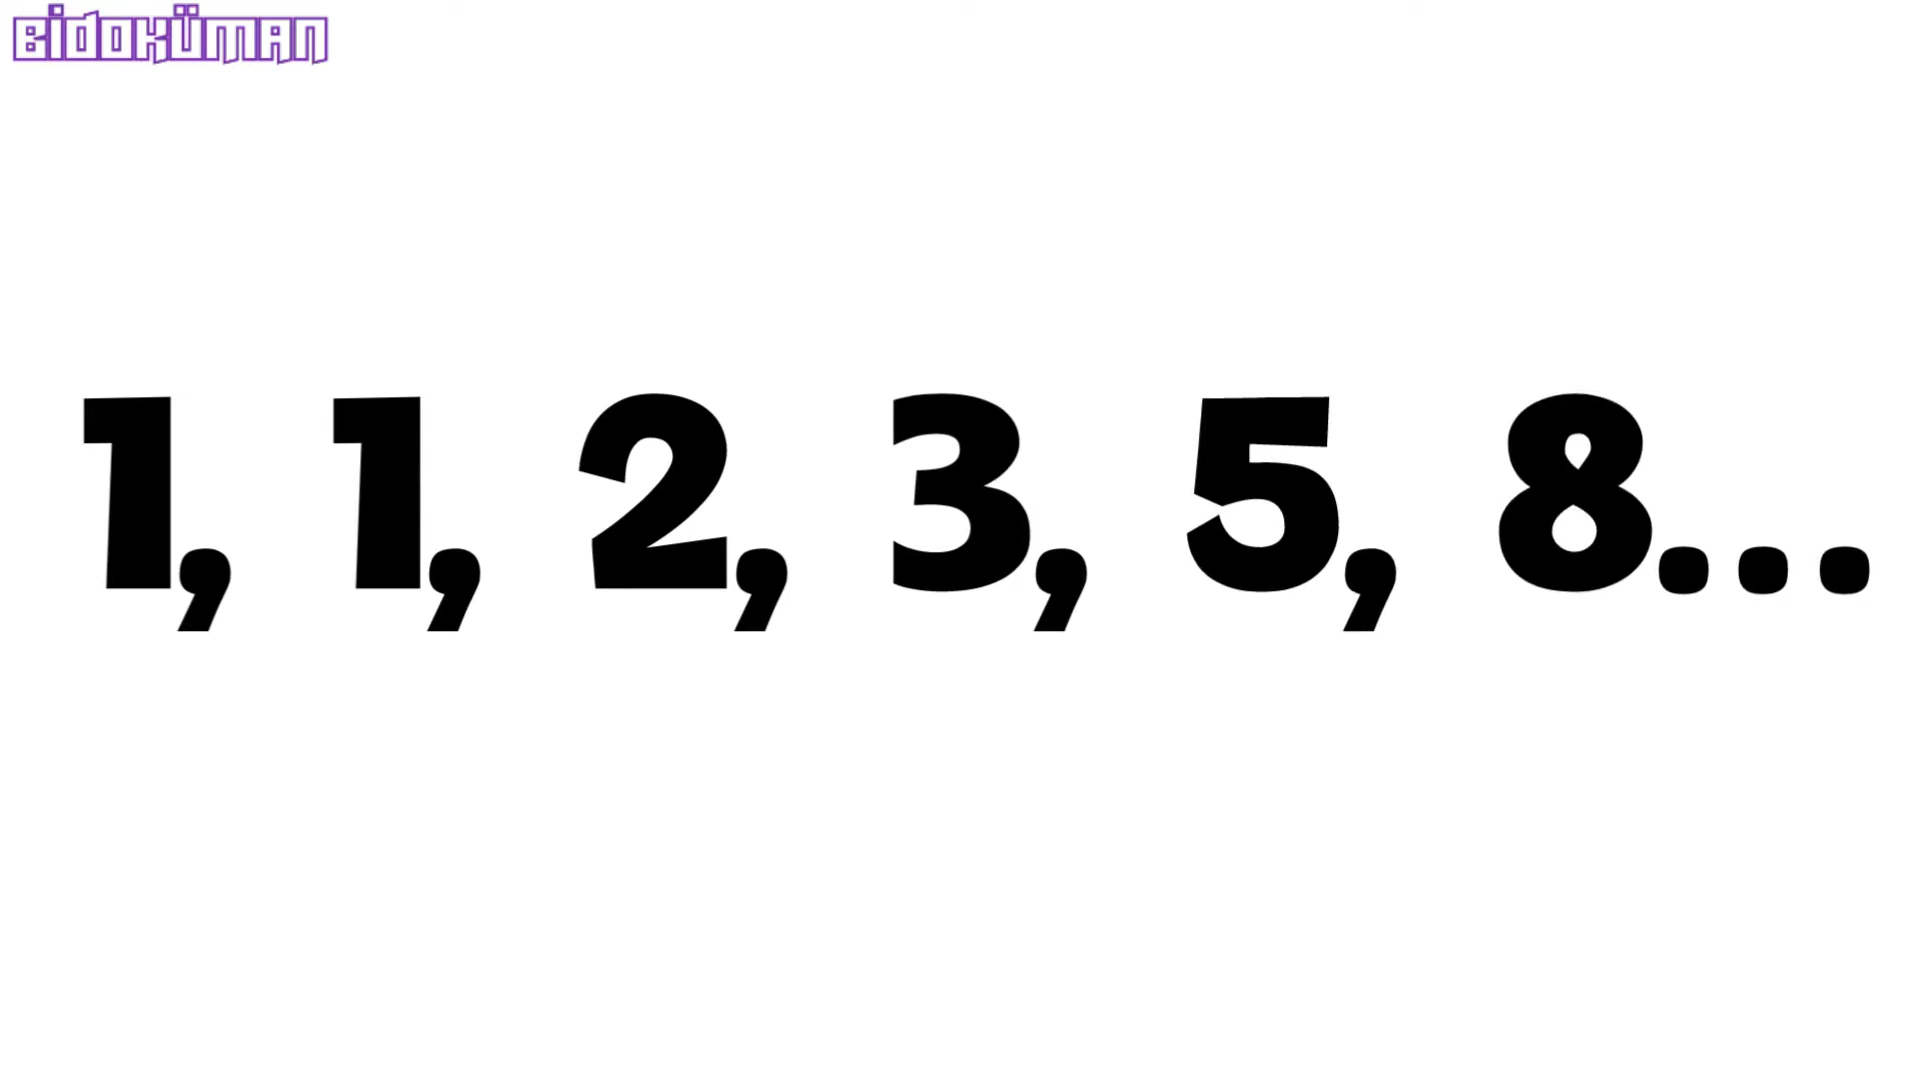 BİDOKÜMAN
1, 1, 2, 3, 5, 8...